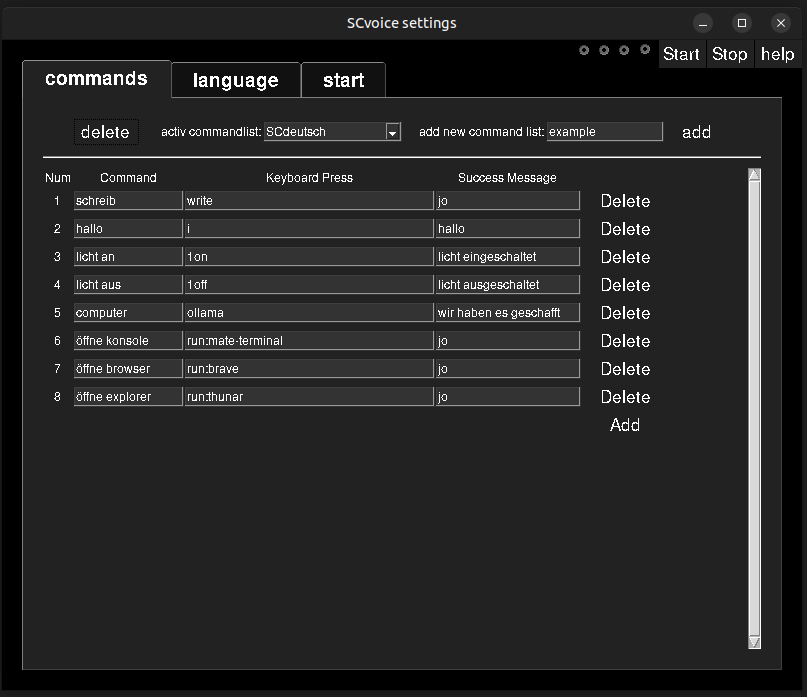 SCvoice settings
Start Stop help
commands language start
delete activ commandlist: SCdeutsch add new command list: example add
Num Command Keyboard Press Success Message
1 schreib write jo Delete
2 hallo i hallo Delete
3 licht an 1on licht eingeschaltet Delete
4 licht aus 1off licht ausgeschaltet Delete
5 computer ollama wir haben es geschafft Delete
6 öffne konsole run:mate-terminal jo Delete
7 öffne browser run:brave jo Delete
8 öffne explorer run:thunar jo Delete
Add